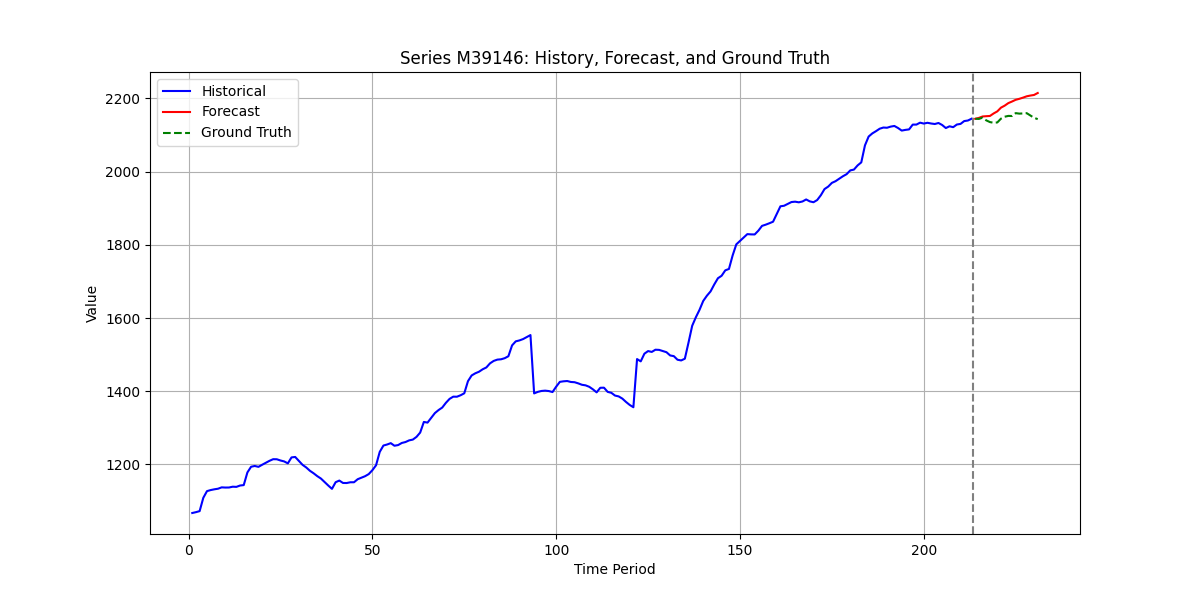 Series M39146: History, Forecast, and Ground Truth
Historical
Forecast
Ground Truth
2200
2000
1800
1600
1400
1200
Value
0 50 100 150 200
Time Period